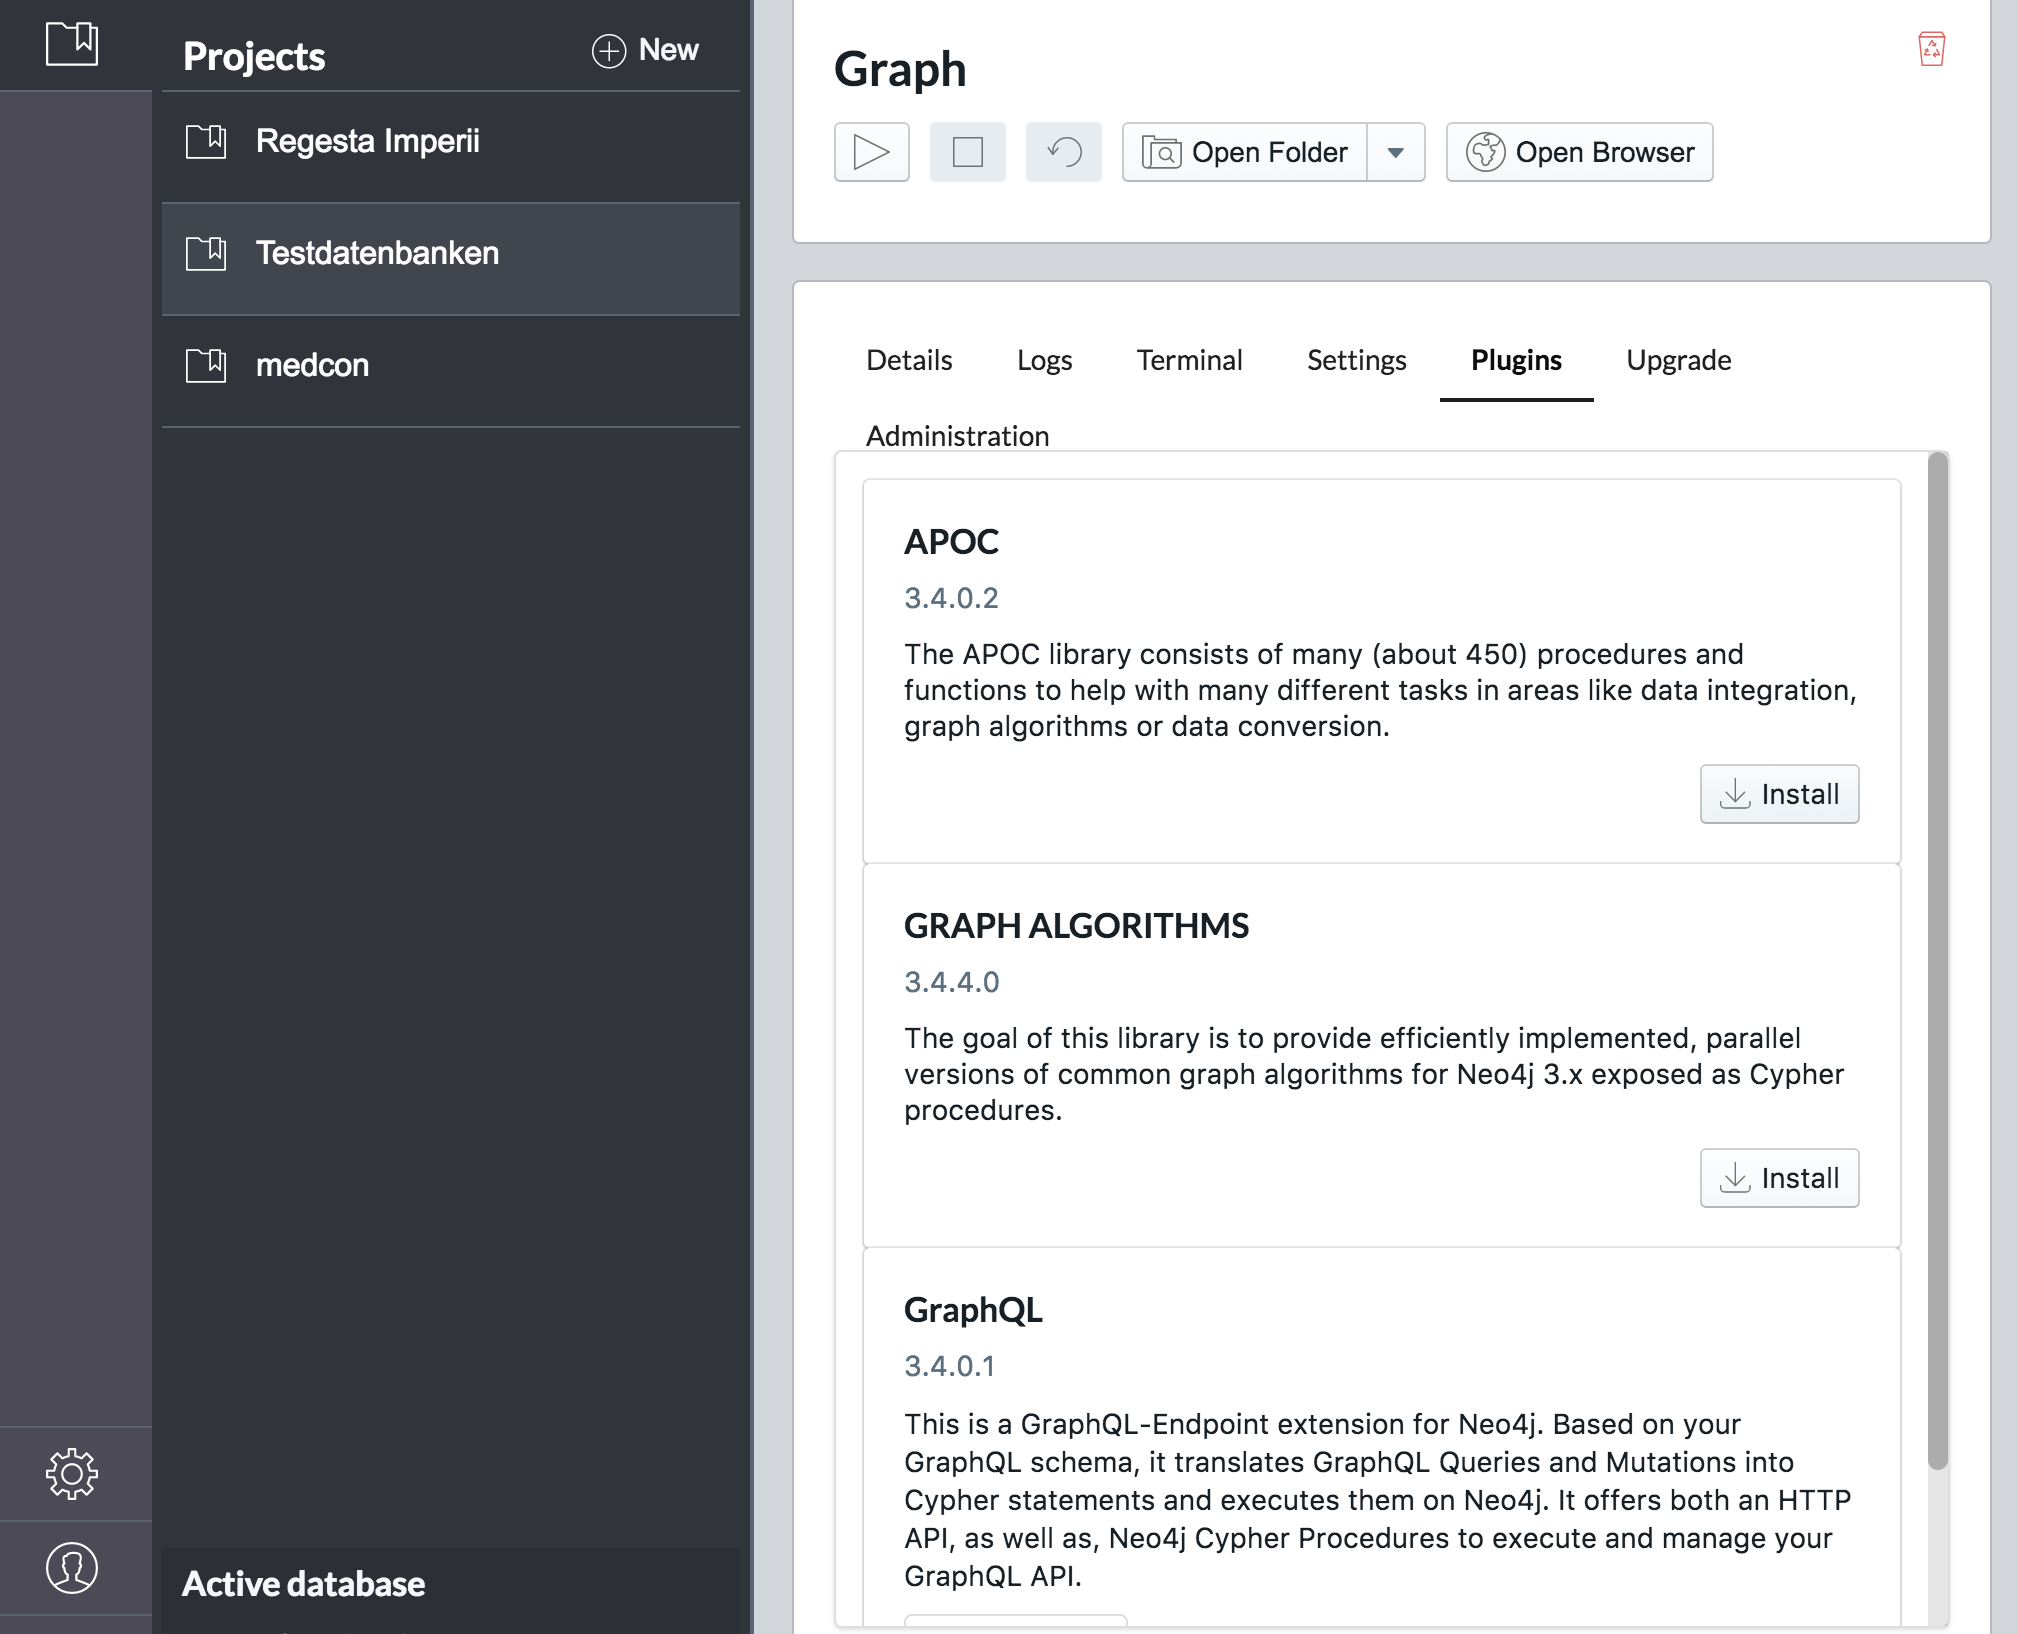 Projects
New
Regesta Imperii
Testdatenbanken
medcon
Active database
Graph
Open Folder
Open Browser
Details Logs Terminal Settings Plugins Upgrade
Administration
APOC
3.4.0.2
The APOC library consists of many (about 450) procedures and
functions to help with many different tasks in areas like data integration,
graph algorithms or data conversion.
Install
GRAPH ALGORITHMS
3.4.4.0
The goal of this library is to provide efficiently implemented, parallel
versions of common graph algorithms for Neo4j 3.x exposed as Cypher
procedures.
Install
GraphQL
3.4.0.1
This is a GraphQL-Endpoint extension for Neo4j. Based on your
GraphQL schema, it translates GraphQL Queries and Mutations into
Cypher statements and executes them on Neo4j. It offers both an HTTP
API, as well as, Neo4j Cypher Procedures to execute and manage your
GraphQL API.